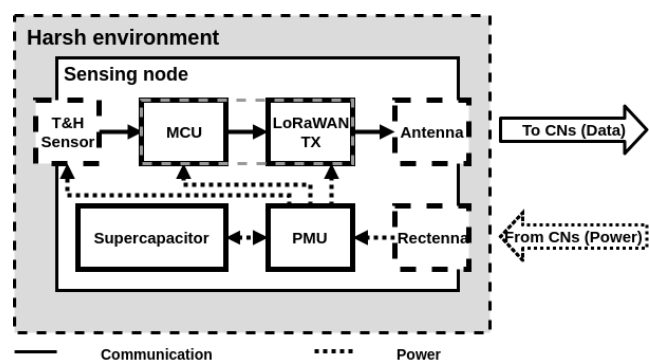 Harsh environment
Sensing node
T&H
Sensor
MCU
LoRaWAN
TX
Antenna
To CNs (Data)
Supercapacitor
PMU
Rectenna
From CNs (Power)
Communication
Power